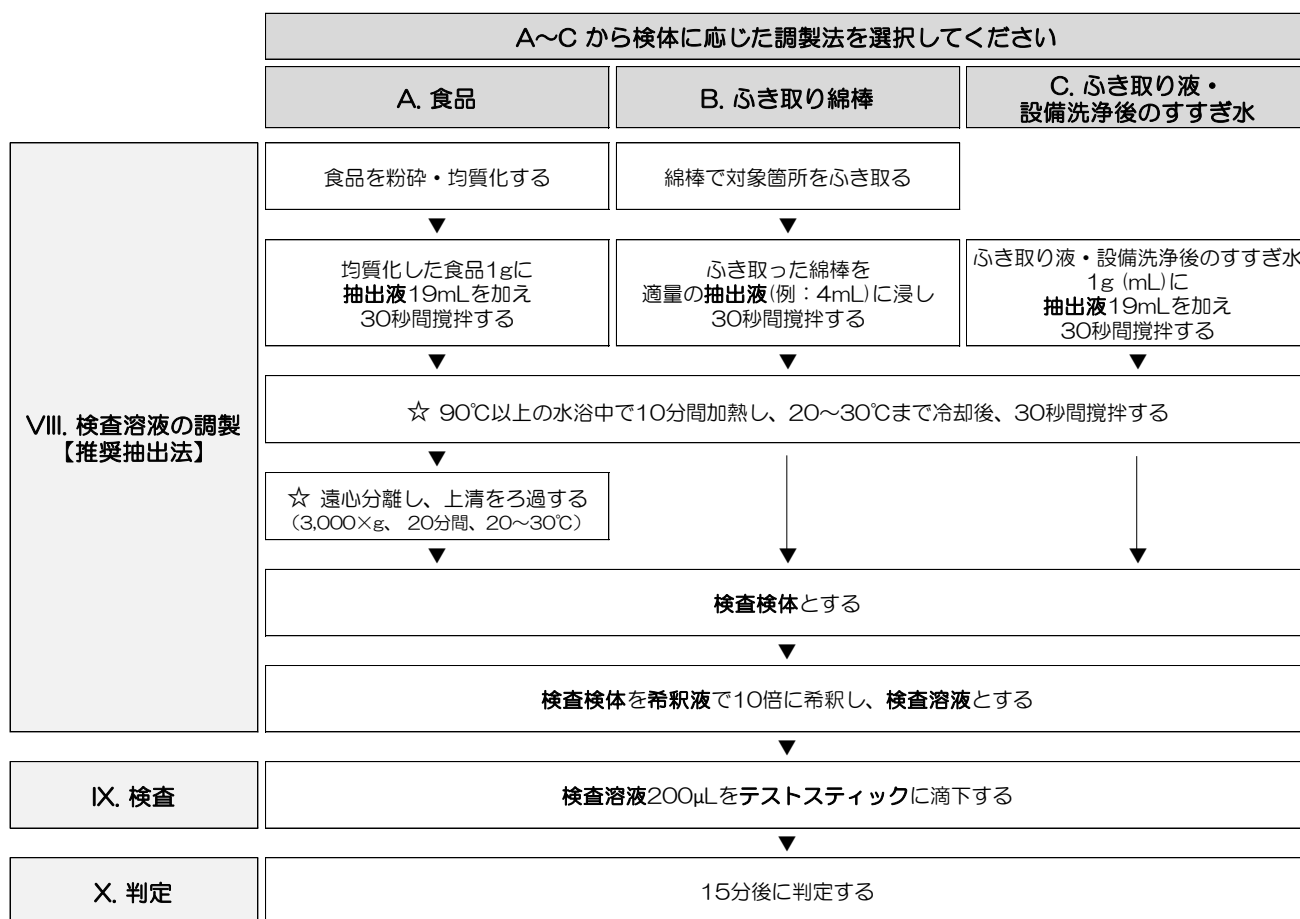 A～C から検体に応じた調製法を選択してください
A. 食品
B. ふき取り綿棒
C. ふき取り液・
設備洗浄後のすすぎ水
食品を粉砕・均質化する
綿棒で対象箇所をふき取る
▼
▼
均質化した食品1gに
抽出液19mLを加え
30秒間撹拌する
ふき取った綿棒を
適量の抽出液(例：4mL)に浸し
30秒間撹拌する
ふき取り液・設備洗浄後のすすぎ水
1g (mL)に
抽出液19mLを加え
30秒間撹拌する
▼
▼
▼
VIII. 検査溶液の調製
【推奨抽出法】
☆ 90℃以上の水浴中で10分間加熱し、20～30℃まで冷却後、30秒間撹拌する
▼
☆ 遠心分離し、上清をろ過する
（3,000×g、 20分間、20～30℃）
▼
検査検体とする
▼
検査検体を希釈液で10倍に希釈し、検査溶液とする
▼
IX. 検査
検査溶液200μLをテストスティックに滴下する
▼
X. 判定
15分後に判定する